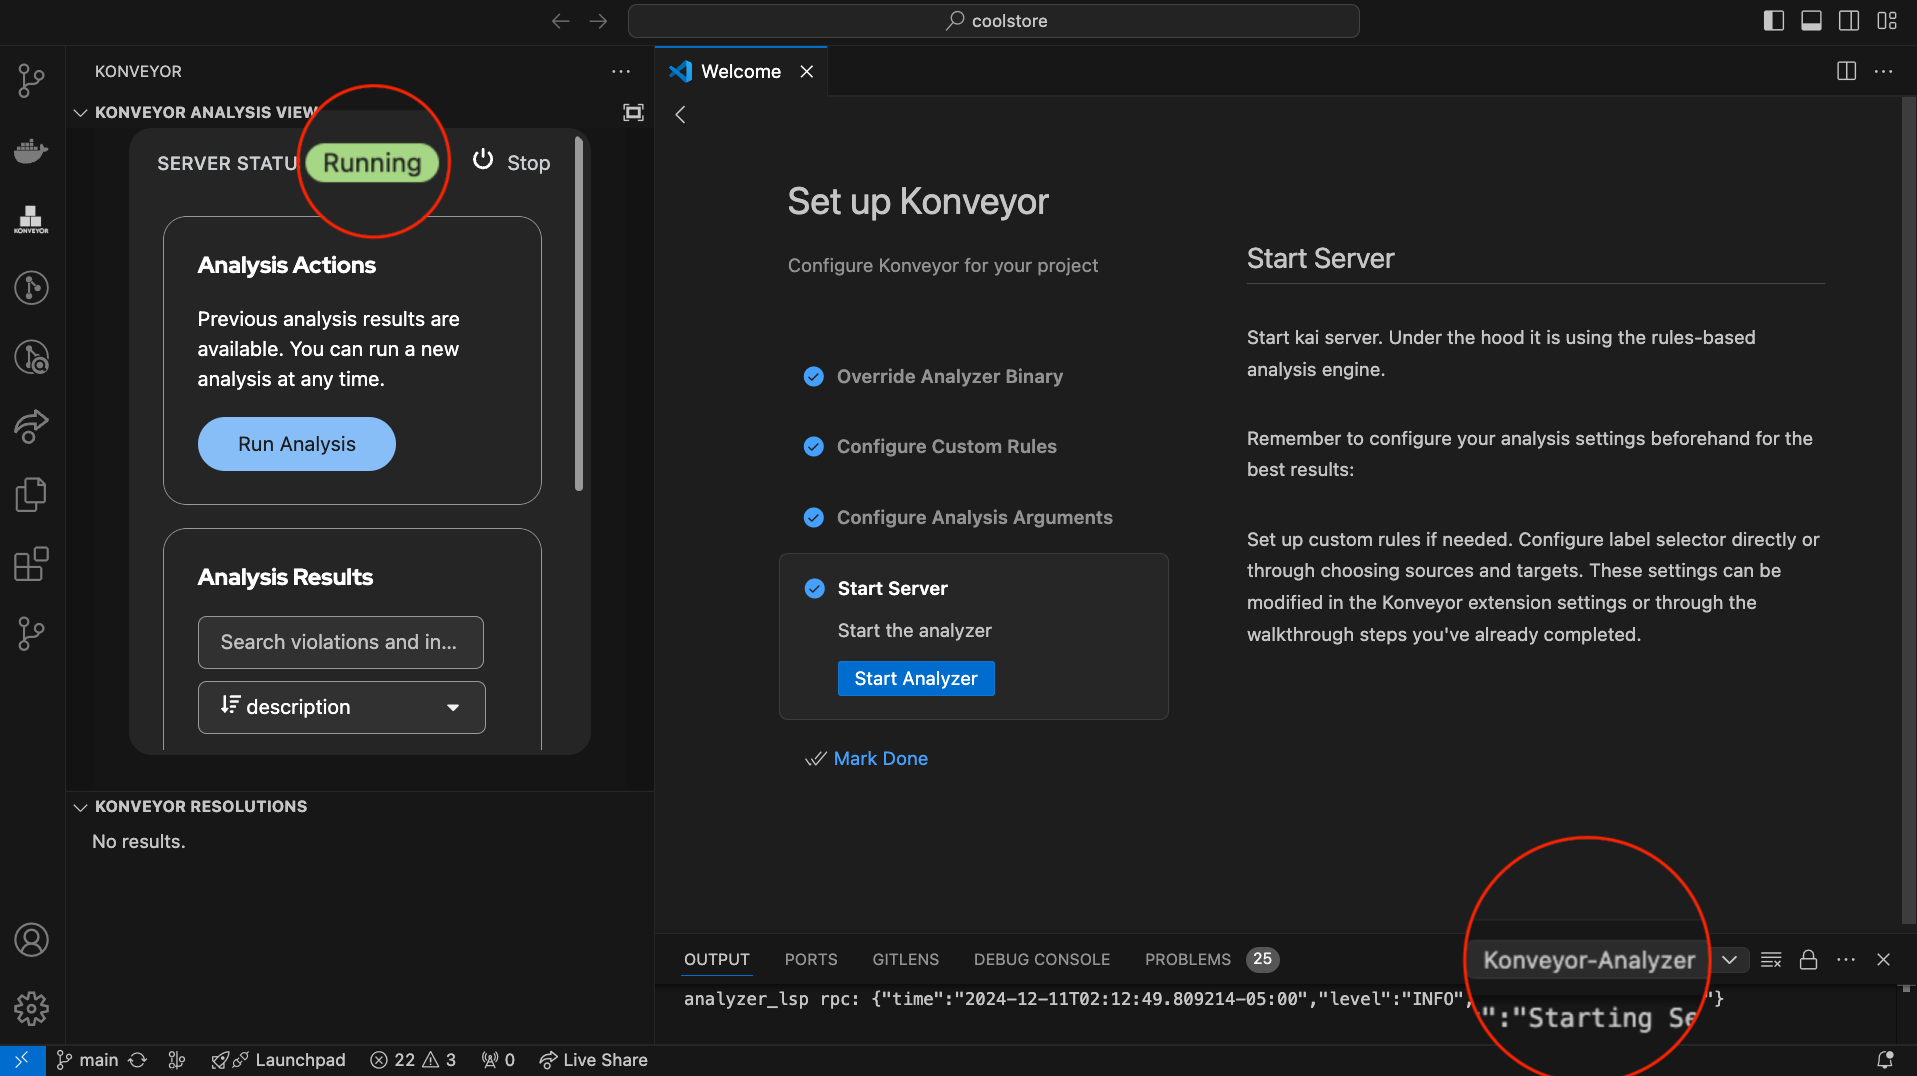 coolstore
KONVEYOR
KONVEYOR ANALYSIS VIEW
SERVER STATU
Running
Stop
Analysis Actions
Previous analysis results are
available. You can run a new
analysis at any time.
Run Analysis
Analysis Results
Search violations and in...
description
KONVEYOR RESOLUTIONS
No results.
KONVEYOR
Welcome
Set up Konveyor
Configure Konveyor for your project
Override Analyzer Binary
Configure Custom Rules
Configure Analysis Arguments
Start Server
Start the analyzer
Start Analyzer
Mark Done
Start Server
Start kai server. Under the hood it is using the rules-based
analysis engine.
Remember to configure your analysis settings beforehand for the
best results:
Set up custom rules if needed. Configure label selector directly or
through choosing sources and targets. These settings can be
modified in the Konveyor extension settings or through the
walkthrough steps you've already completed.
OUTPUT PORTS GITLENS DEBUG CONSOLE PROBLEMS 25 Konveyor-Analyzer
analyzer_lsp rpc: {"time":"2024-12-11T02:12:49.809214-05:00","level":"INFO", "}
":"Starting Se
main Launchpad 22 3 0 Live Share